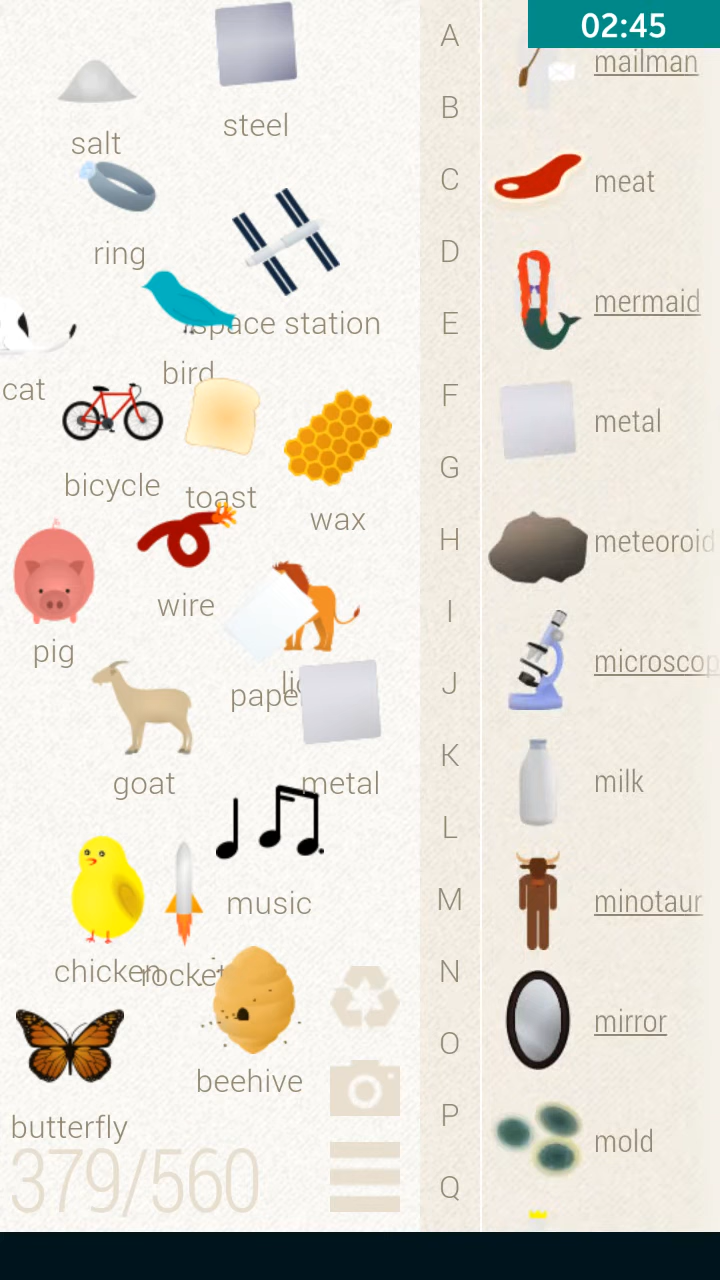 02:45
salt
steel
ring
space station
cat
bird
bicycle
toast
wax
wire
pig
pape
goat
metal
music
chicken
rocket
beehive
butterfly
379/560
A
B
C
D
E
F
G
H
I
J
K
L
M
N
O
P
Q
mailman
meat
mermaid
metal
meteoroid
microscop
milk
minotaur
mirror
mold